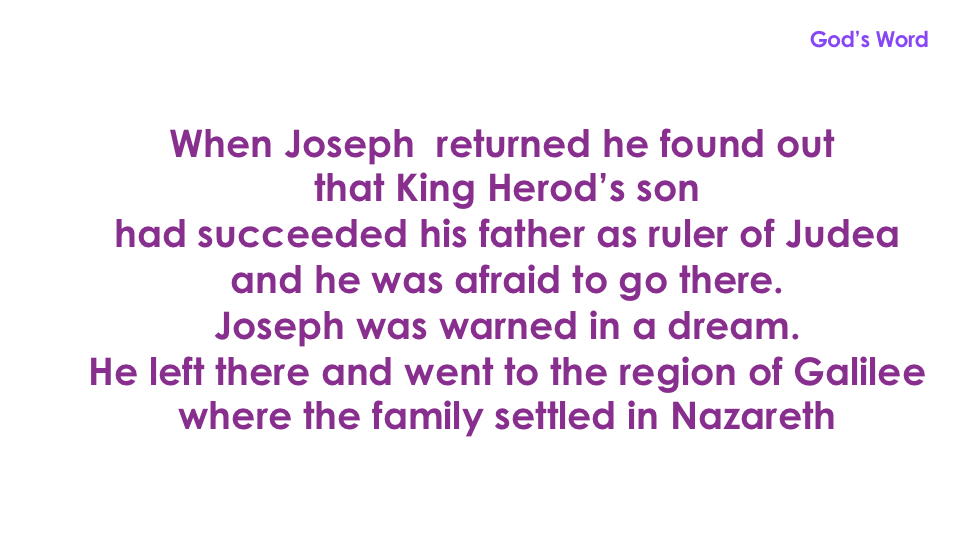 God’s Word
When Joseph  returned he found out
that King Herod’s son
had succeeded his father as ruler of Judea
and he was afraid to go there.
Joseph was warned in a dream.
He left there and went to the region of Galilee
where the family settled in Nazareth